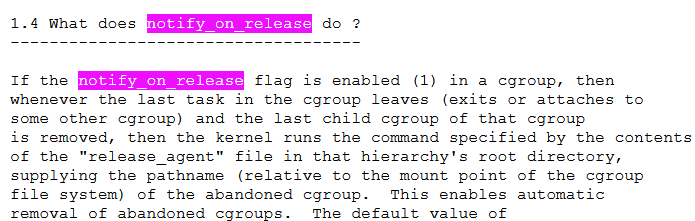 1.4 What does notify_on_release do ?
------------------------------------
If the notify_on_release flag is enabled (1) in a cgroup, then
whenever the last task in the cgroup leaves (exits or attaches to
some other cgroup) and the last child cgroup of that cgroup
is removed, then the kernel runs the command specified by the contents
of the "release_agent" file in that hierarchy's root directory,
supplying the pathname (relative to the mount point of the cgroup
file system) of the abandoned cgroup.  This enables automatic
removal of abandoned cgroups.  The default value of